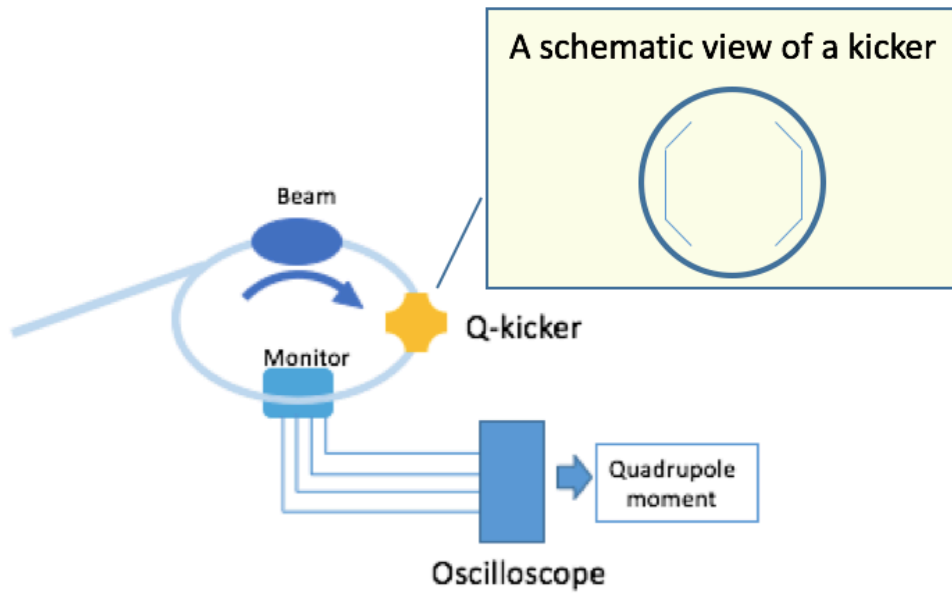 A schematic view of a kicker
Beam
Q-kicker
Monitor
Quadrupole
moment
Oscilloscope